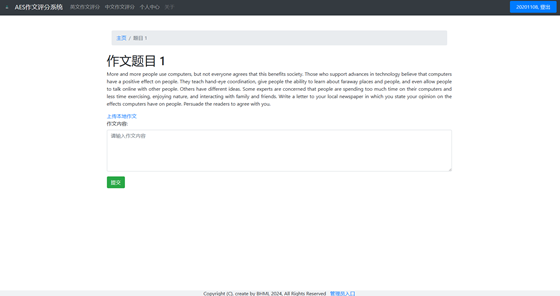 AES作文评分系统 英文作文评分 中文作文评分 个人中心 关于 20201108, 登出
主页 / 题目 1
作文题目 1
More and more people use computers, but not everyone agrees that this benefits society. Those who support advances in technology believe that computers
have a positive effect on people. They teach hand-eye coordination, give people the ability to learn about faraway places and people, and even allow people
to talk online with other people. Others have different ideas. Some experts are concerned that people are spending too much time on their computers and
less time exercising, enjoying nature, and interacting with family and friends. Write a letter to your local newspaper in which you state your opinion on the
effects computers have on people. Persuade the readers to agree with you.
上传本地作文
作文内容:
请输入作文内容
提交
Copyright (C), create by BHML 2024, All Rights Reserved 管理员入口